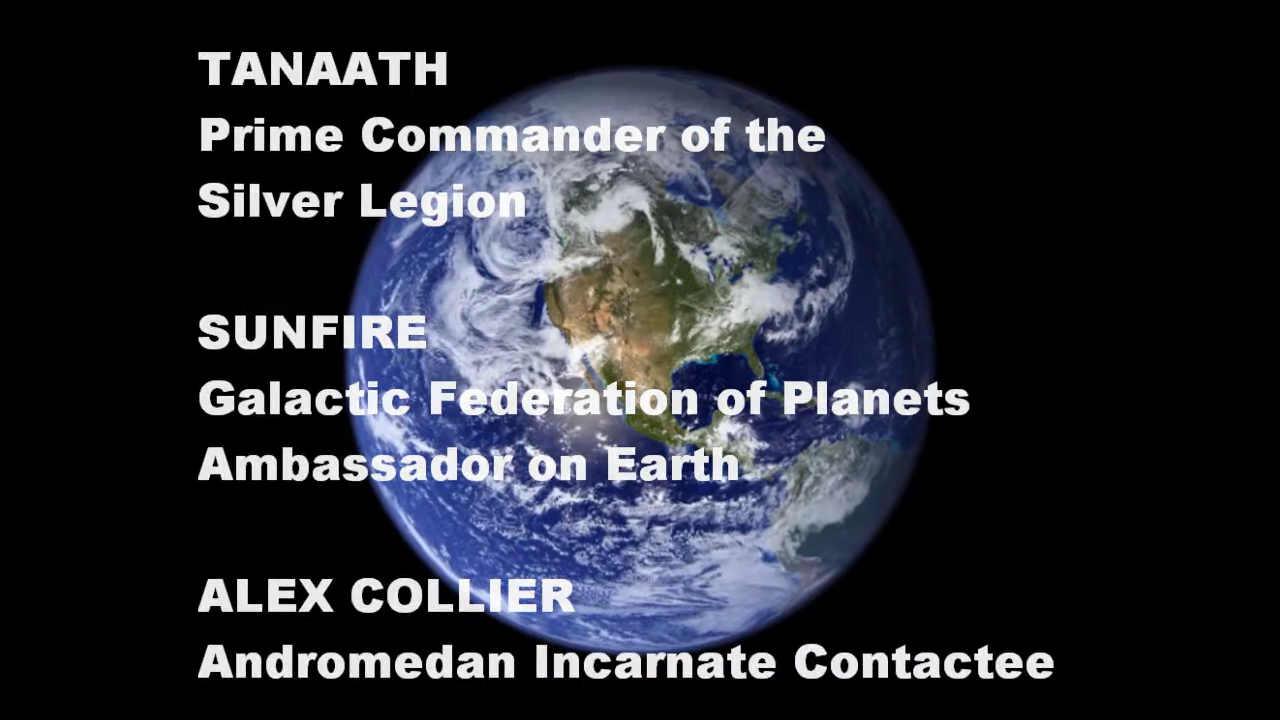 TANAATH
Prime Commander of the
Silver Legion
SUNFIRE
Galactic Federation of Planets
Ambassador on Earth
ALEX COLLIER
Andromedan Incarnate Contactee